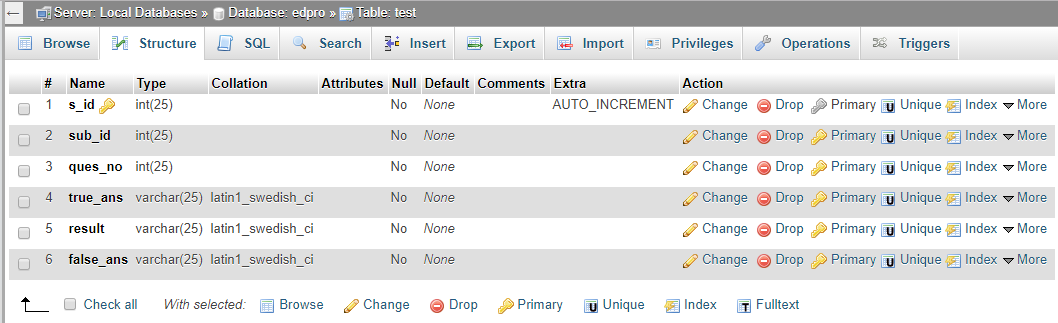 Server: Local Databases » Database: edpro » Table: test
Browse Structure SQL Search Insert Export Import Privileges Operations Triggers
# Name Type Collation Attributes Null Default Comments Extra Action
1 s_id int(25) No None AUTO_INCREMENT Change Drop Primary Unique Index More
2 sub_id int(25) No None Change Drop Primary Unique Index More
3 ques_no int(25) No None Change Drop Primary Unique Index More
4 true_ans varchar(25) latin1_swedish_ci No None Change Drop Primary Unique Index More
5 result varchar(25) latin1_swedish_ci No None Change Drop Primary Unique Index More
6 false_ans varchar(25) latin1_swedish_ci No None Change Drop Primary Unique Index More
Check all With selected: Browse Change Drop Primary Unique Index Fulltext